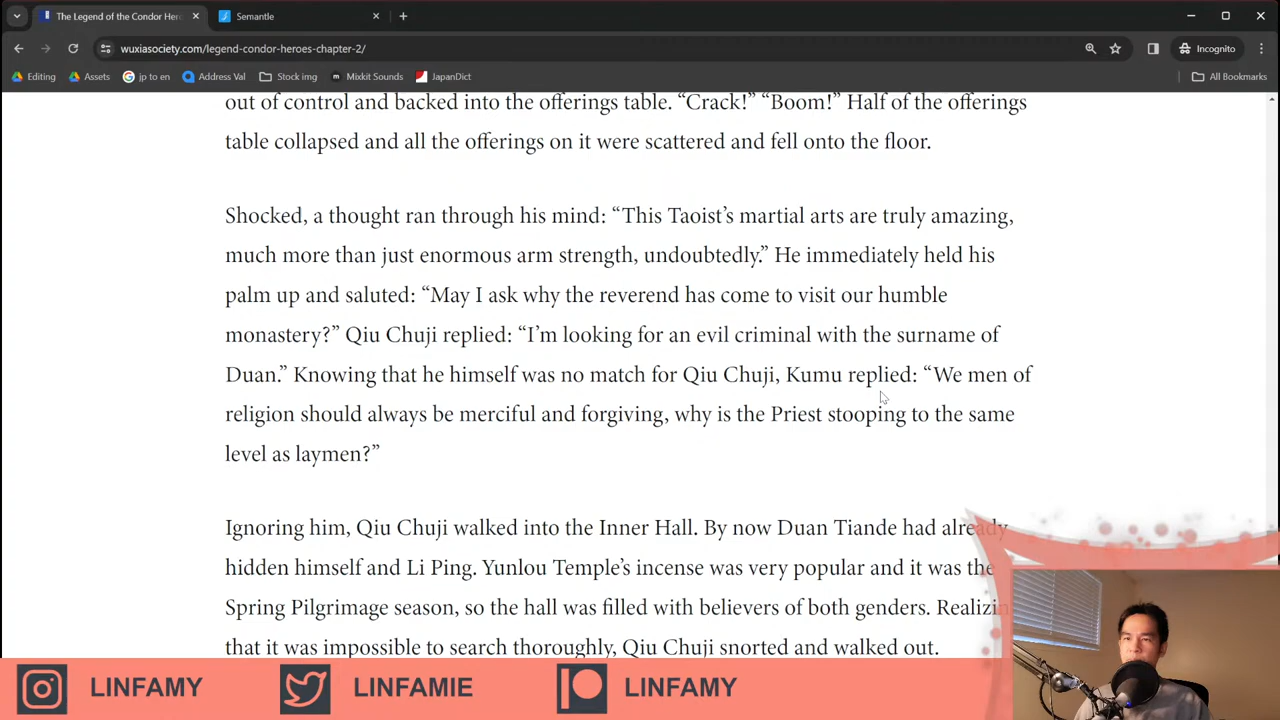 The Legend of the Condor Hero
Semantle
wuxiasociety.com/legend-condor-heroes-chapter-2/
Incognito
Editing
Assets
jp to en
Address Val
Stock img
Mixkit Sounds
JapanDict
All Bookmarks
out of control and backed into the offerings table. “Crack!” “Boom!” Half of the offerings
table collapsed and all the offerings on it were scattered and fell onto the floor.
Shocked, a thought ran through his mind: “This Taoist’s martial arts are truly amazing,
much more than just enormous arm strength, undoubtedly.” He immediately held his
palm up and saluted: “May I ask why the reverend has come to visit our humble
monastery?” Qiu Chuji replied: “I’m looking for an evil criminal with the surname of
Duan.” Knowing that he himself was no match for Qiu Chuji, Kumu replied: “We men of
religion should always be merciful and forgiving, why is the Priest stooping to the same
level as laymen?”
Ignoring him, Qiu Chuji walked into the Inner Hall. By now Duan Tiande had already
hidden himself and Li Ping. Yunlou Temple’s incense was very popular and it was the
Spring Pilgrimage season, so the hall was filled with believers of both genders. Realizin
that it was impossible to search thoroughly, Qiu Chuji snorted and walked out.
LINFAMY
LINFAMIE
LINFAMY